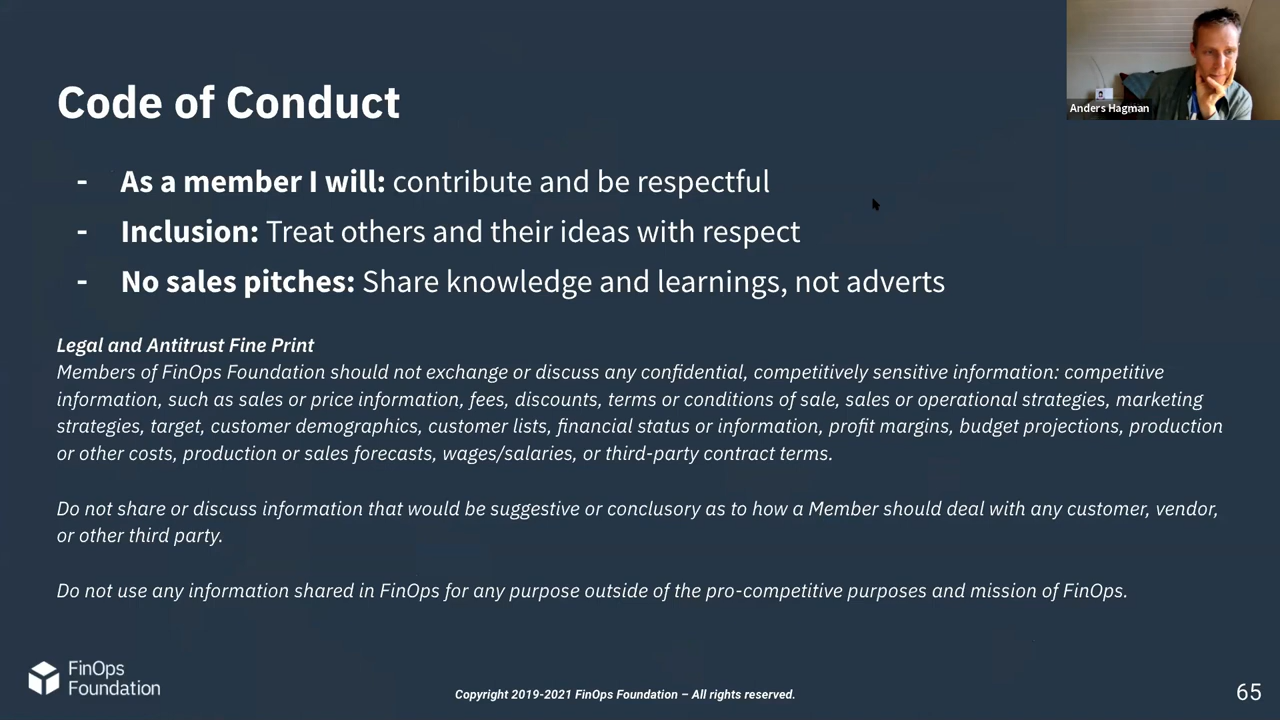 Code of Conduct
Anders Hagman
- As a member I will: contribute and be respectful
- Inclusion: Treat others and their ideas with respect
- No sales pitches: Share knowledge and learnings, not adverts
Legal and Antitrust Fine Print
Members of FinOps Foundation should not exchange or discuss any confidential, competitively sensitive information: competitive
information, such as sales or price information, fees, discounts, terms or conditions of sale, sales or operational strategies, marketing
strategies, target, customer demographics, customer lists, financial status or information, profit margins, budget projections, production
or other costs, production or sales forecasts, wages/salaries, or third-party contract terms.
Do not share or discuss information that would be suggestive or conclusory as to how a Member should deal with any customer, vendor,
or other third party.
Do not use any information shared in FinOps for any purpose outside of the pro-competitive purposes and mission of FinOps.
FinOps
Foundation
Copyright 2019-2021 FinOps Foundation – All rights reserved.
65